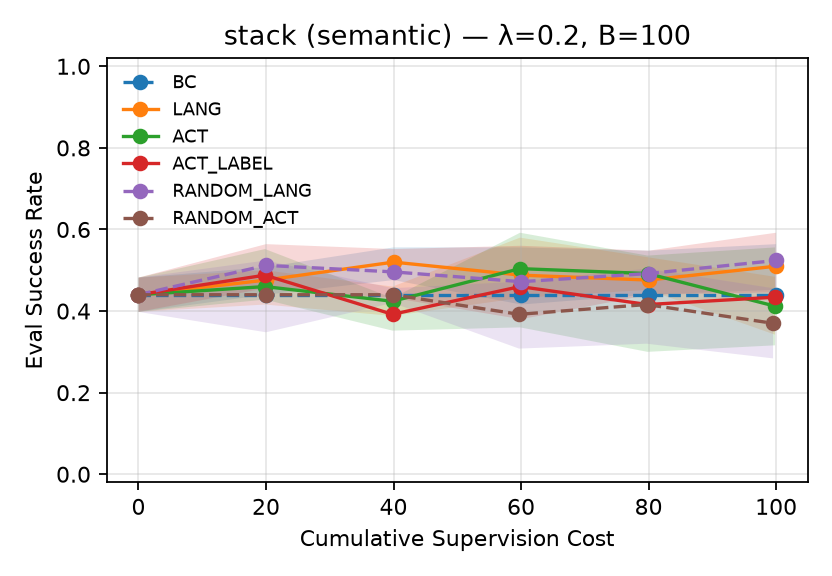 stack (semantic) — λ=0.2, B=100
Eval Success Rate
1.0
0.8
0.6
0.4
0.2
0.0
BC
LANG
ACT
ACT_LABEL
RANDOM_LANG
RANDOM_ACT
0 20 40 60 80 100
Cumulative Supervision Cost